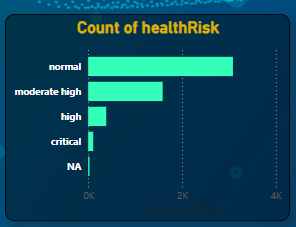 Count of healthRisk
normal
moderate high
high
critical
NA
0K 2K 4K